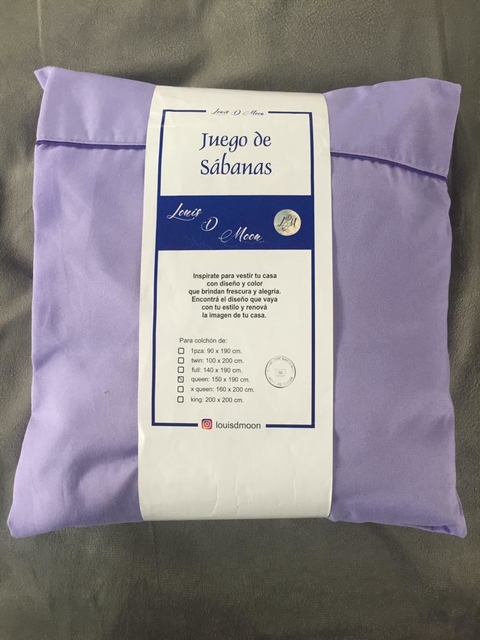 Louis D Moon
Juego de
Sábanas
Louis
D
Moon
Inspirate para vestir tu casa
con diseño y color
que brindan frescura y alegria.
Encontrá el diseño que vaya
con tu estilo y renová
la imagen de tu casa.
Para colchón de:
1pza: 90 x 190 cm.
twin: 100 x 200 cm.
full: 140 x 190 cm.
queen: 150 x 190 cm.
x queen: 160 x 200 cm.
king: 200 x 200 cm.
louisdmoon